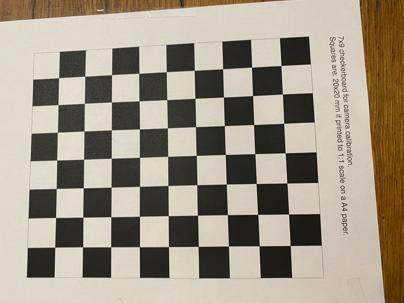 7x9 checkerboard for camera calibration.
Squares are: 20x20 mm if printed to 1:1 scale on a A4 paper.